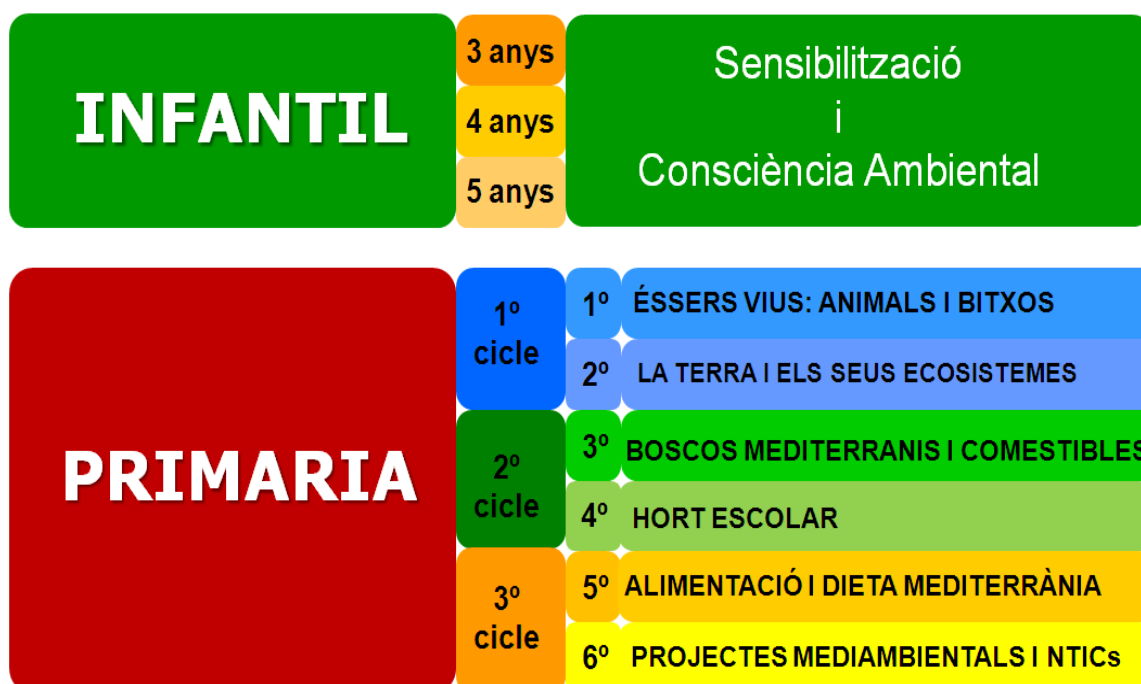 INFANTIL
3 anys
4 anys
5 anys
Sensibilització
i
Consciència Ambiental
PRIMARIA
1º
cicle
1º ÉSSERS VIUS: ANIMALS I BITXOS
2º LA TERRA I ELS SEUS ECOSISTEMES
2º
cicle
3º BOSCOS MEDITERRANIS I COMESTIBLES
4º HORT ESCOLAR
3º
cicle
5º ALIMENTACIÓ I DIETA MEDITERRÀNIA
6º PROJECTES MEDIAMBIENTALS I NTICs